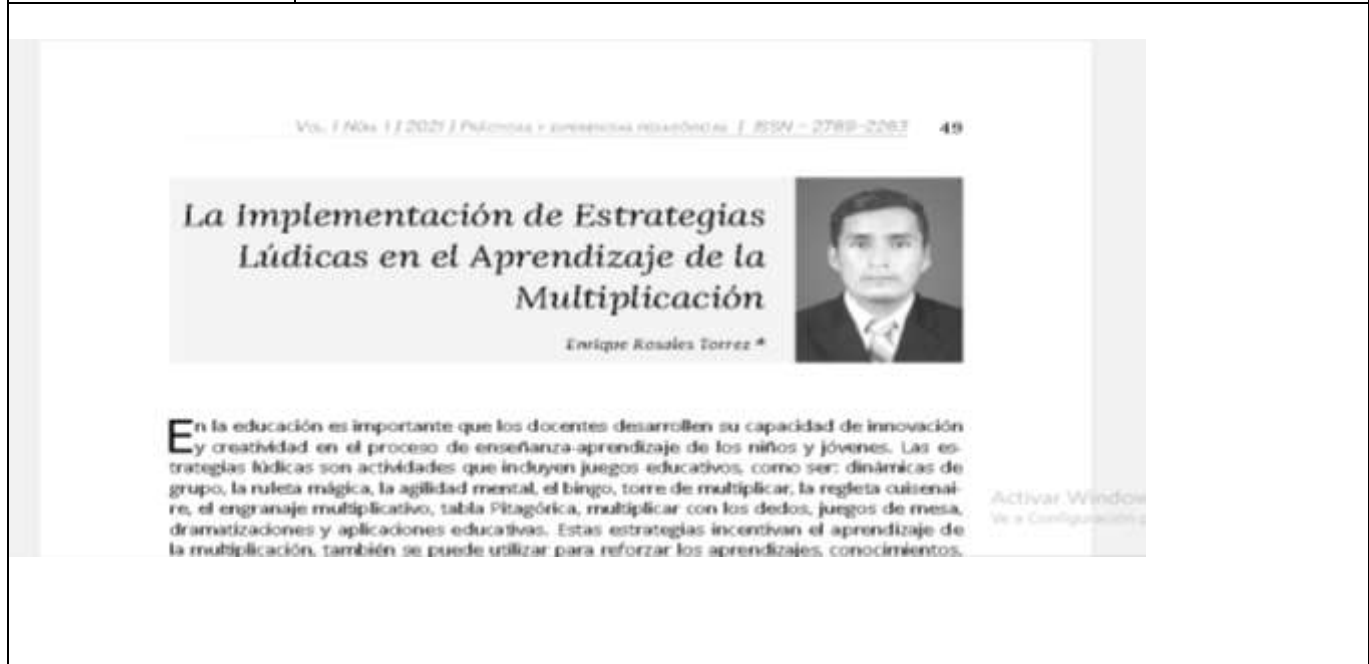 Vol. 1 Núm. 1 | 2021 | Prácticas y experiencias pedagógicas | ISSN - 2789-2263 49
La Implementación de Estrategias
Lúdicas en el Aprendizaje de la
Multiplicación
Enrique Rosales Torrez *
En la educación es importante que los docentes desarrollen su capacidad de innovación
y creatividad en el proceso de enseñanza-aprendizaje de los niños y jóvenes. Las es-
trategias lúdicas son actividades que incluyen juegos educativos, como ser: dinámicas de
grupo, la ruleta mágica, la agilidad mental, el bingo, torre de multiplicar, la regleta cuisenai-
re, el engranaje multiplicativo, tabla Pitagórica, multiplicar con los dedos, juegos de mesa,
dramatizaciones y aplicaciones educativas. Estas estrategias incentivan el aprendizaje de
la multiplicación, también se puede utilizar para reforzar los aprendizajes, conocimientos,
Activar Window
Ve a Configuración